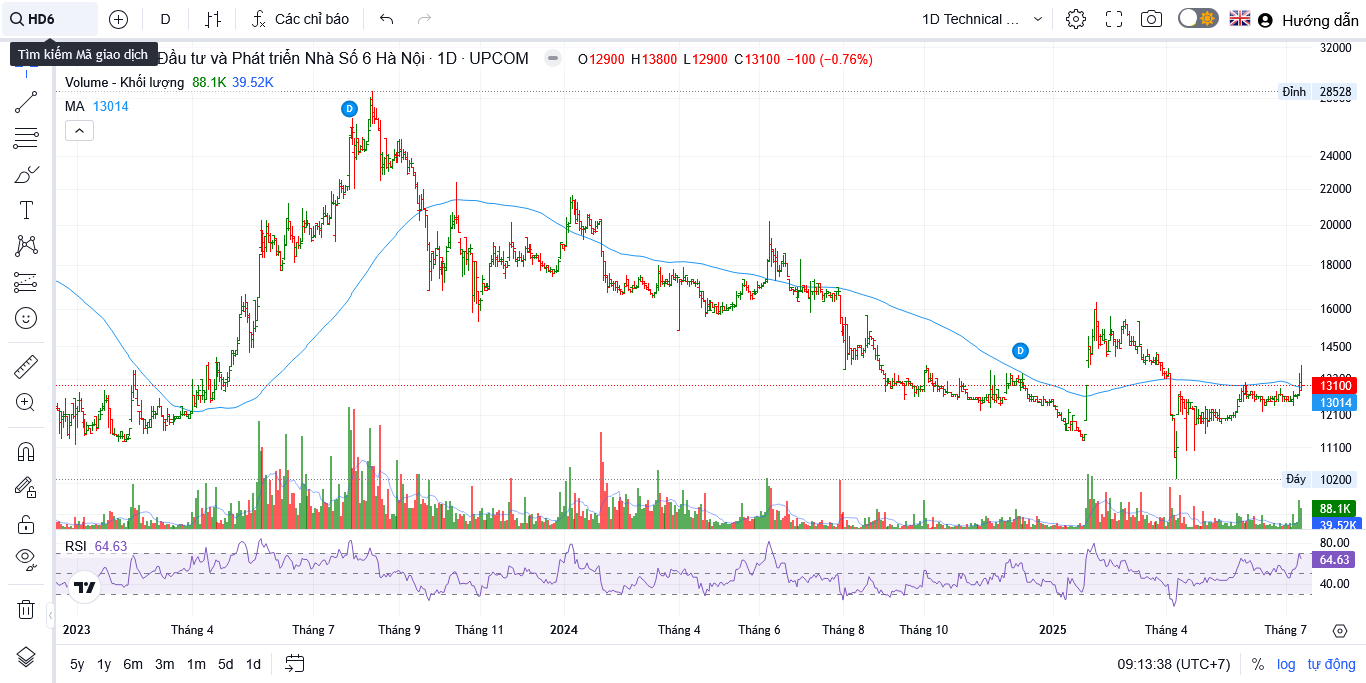 HD6
D
Các chỉ báo
1D Technical ...
Hướng dẫn
Tìm kiếm Mã giao dịch
Đầu tư và Phát triển Nhà Số 6 Hà Nội · 1D · UPCOM
O12900 H13800 L12900 C13100 −100 (−0.76%)
Volume - Khối lượng 88.1K 39.52K
MA 13014
D
D
32000
Đỉnh 28528
24000
22000
20000
18000
16000
14500
13100
13014
12100
11100
Đáy 10200
88.1K
39.52K
RSI 64.63
80.00
64.63
40.00
2023 Tháng 4 Tháng 7 Tháng 9 Tháng 11 2024 Tháng 4 Tháng 6 Tháng 8 Tháng 10 2025 Tháng 4 Tháng 7
5y 1y 6m 3m 1m 5d 1d
09:13:38 (UTC+7) % log tự động